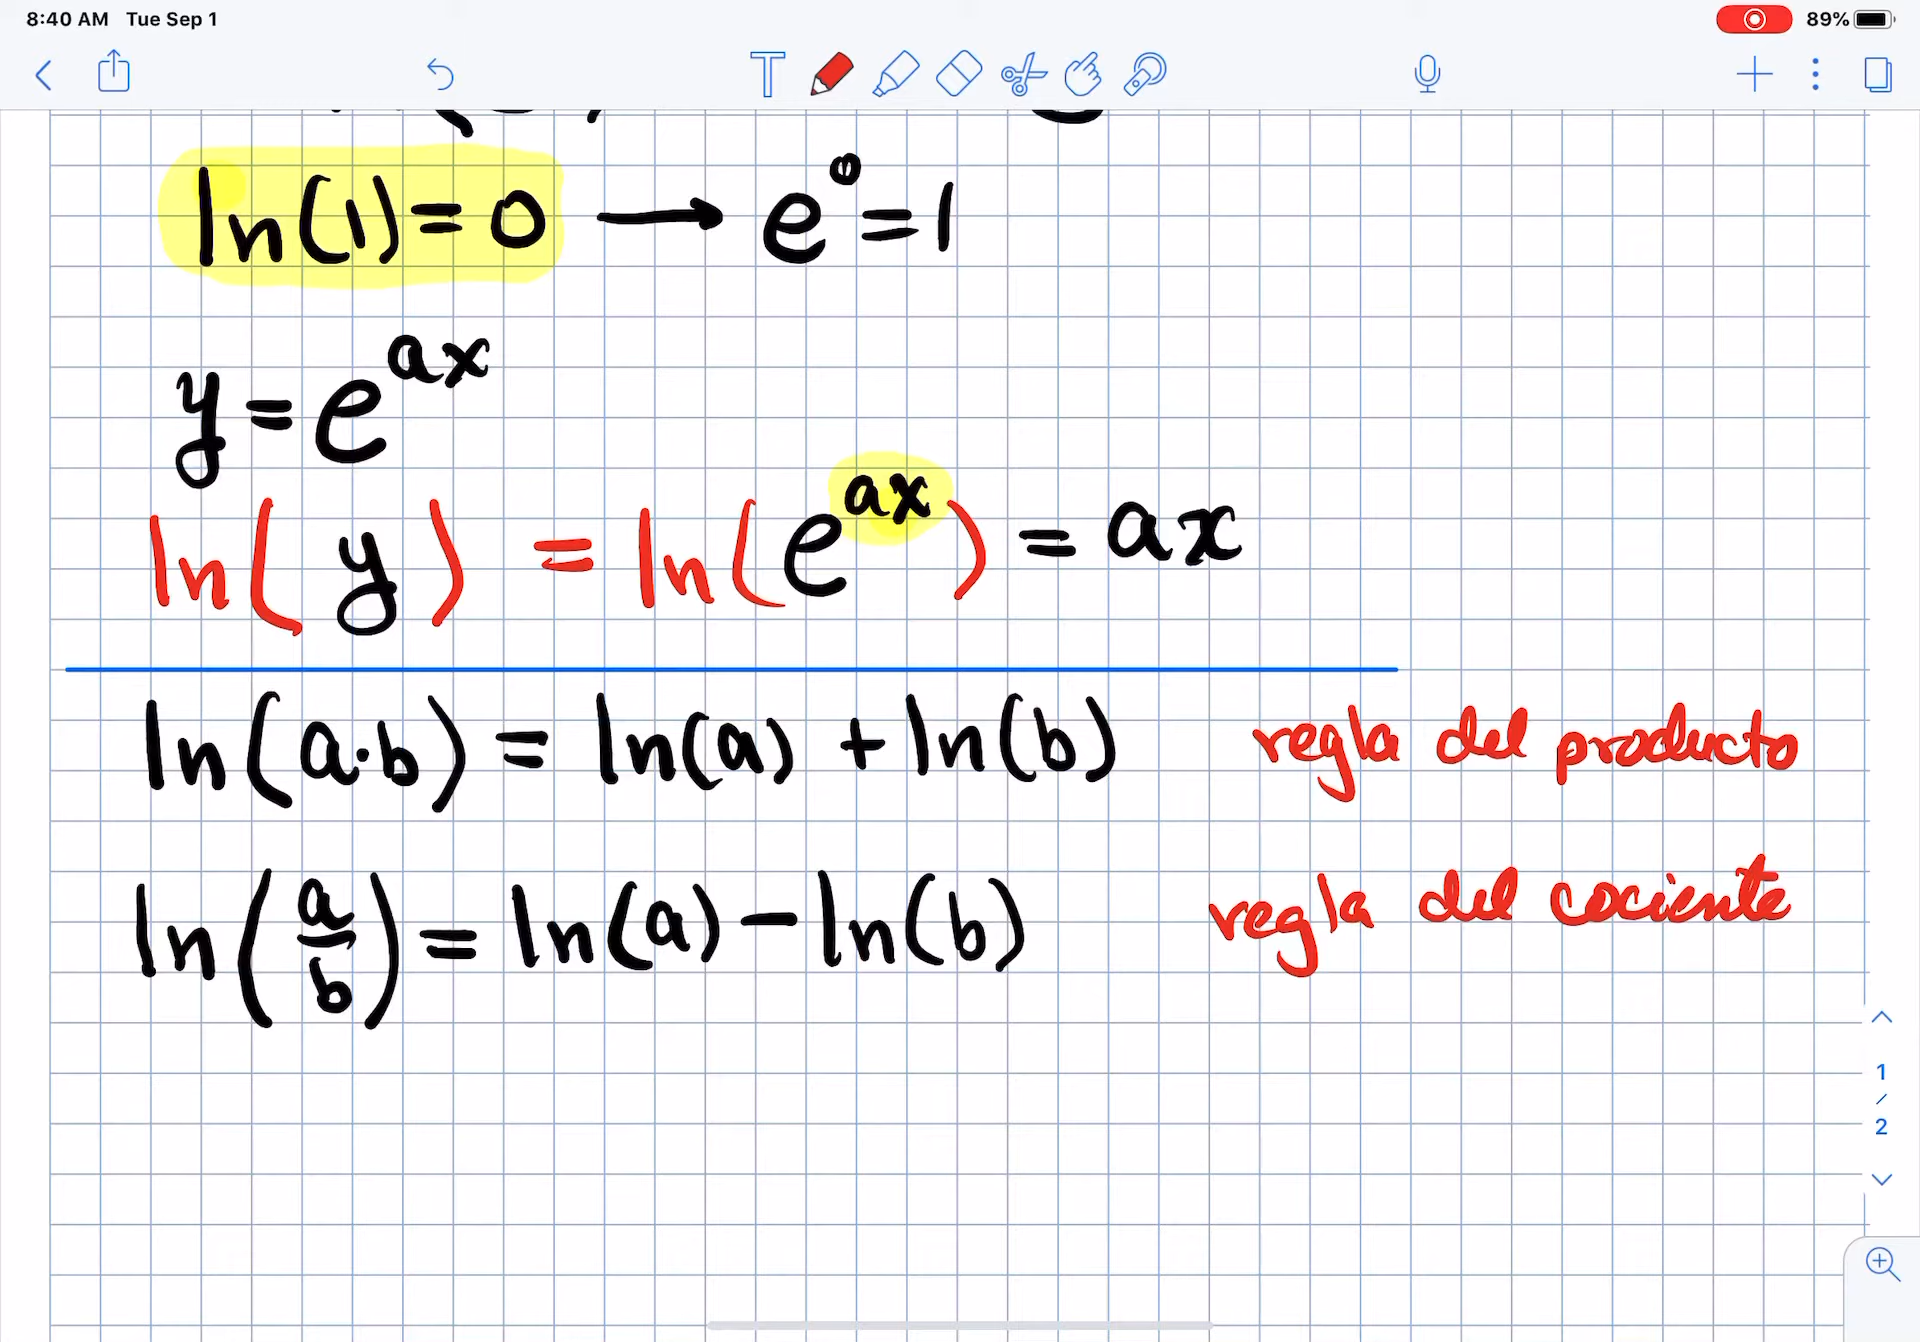 8:40 AM Tue Sep 1 89%
ln(1) = 0 → e⁰ = 1
y = e^{ax}
ln( y ) = ln( e^{ax} ) = ax
ln(a·b) = ln(a) + ln(b) regla del producto
ln(a/b) = ln(a) − ln(b) regla del cociente
1
/
2